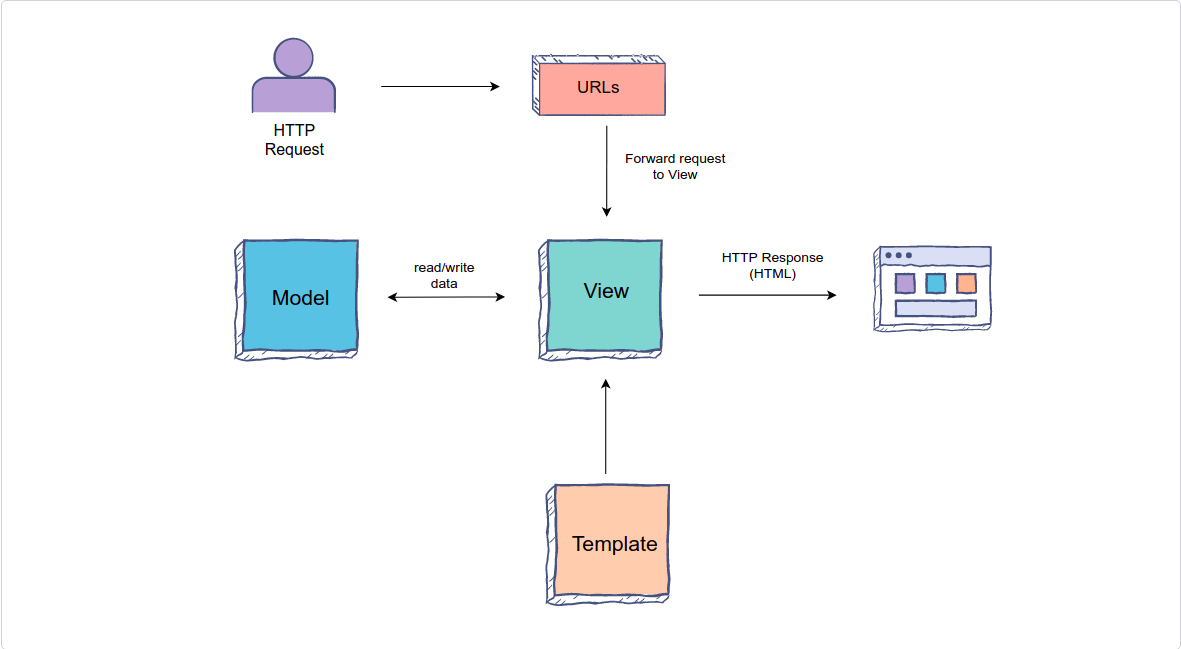 URLs
HTTP
Request
Forward request
to View
Model
read/write
data
View
HTTP Response
(HTML)
Template